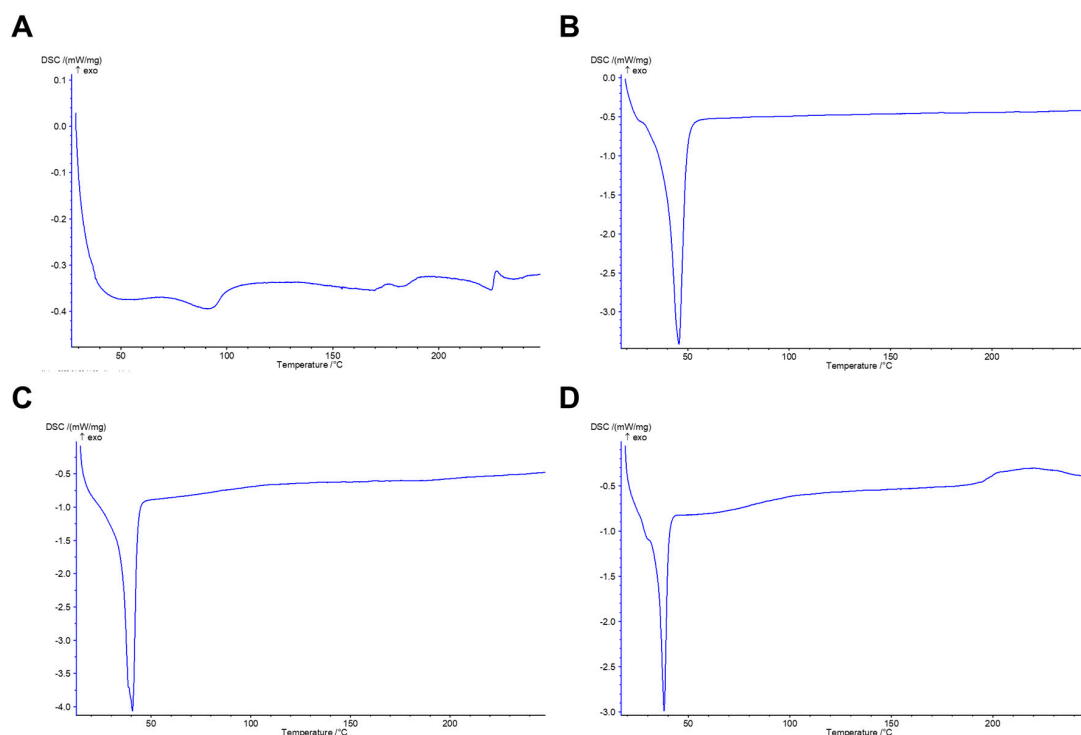 A
DSC /(mW/mg)
↑ exo
0.1
0.0
-0.1
-0.2
-0.3
-0.4
50 100 150 200
Temperature /°C
B
DSC /(mW/mg)
↑ exo
0.0
-0.5
-1.0
-1.5
-2.0
-2.5
-3.0
50 100 150 200
Temperature /°C
C
DSC /(mW/mg)
↑ exo
-0.5
-1.0
-1.5
-2.0
-2.5
-3.0
-3.5
-4.0
50 100 150 200
Temperature /°C
D
DSC /(mW/mg)
↑ exo
-0.5
-1.0
-1.5
-2.0
-2.5
-3.0
50 100 150 200
Temperature /°C